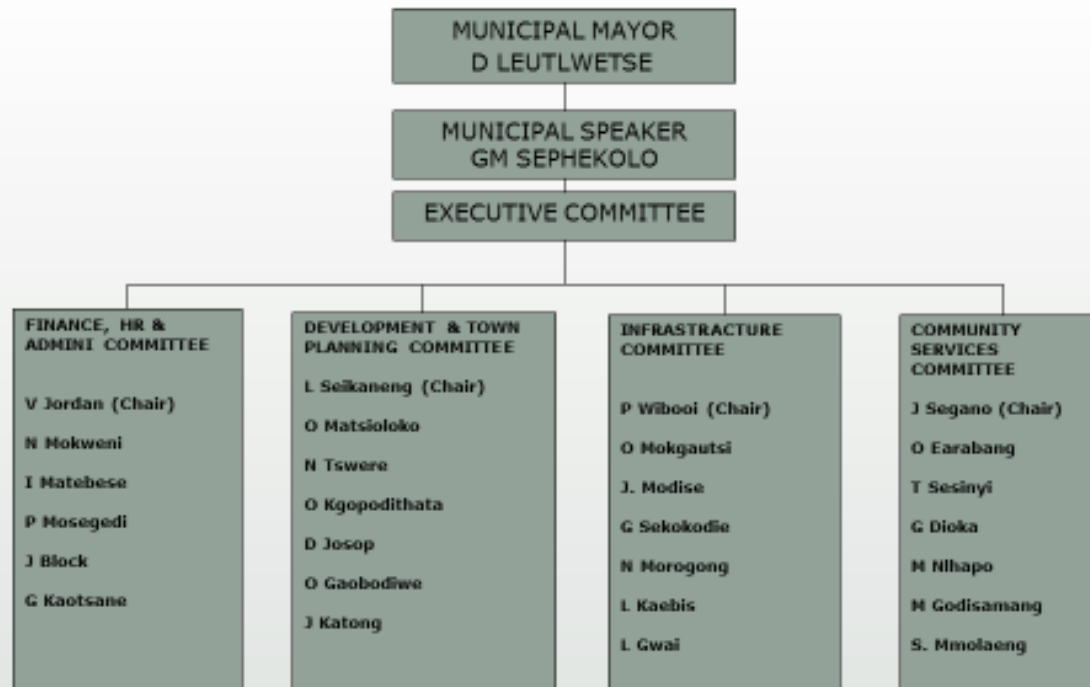 MUNICIPAL MAYOR
D LEUTLWETSE
MUNICIPAL SPEAKER
GM SEPHEKOLO
EXECUTIVE COMMITTEE
FINANCE, HR &
ADMINI COMMITTEE
V Jordan (Chair)
N Mokweni
I Matebese
P Mosegedi
J Block
G Kaotsane
DEVELOPMENT & TOWN
PLANNING COMMITTEE
L Seikaneng (Chair)
O Matsioloko
N Tswere
O Kgopodithata
D Josop
O Gaobodiwe
J Katong
INFRASTRACTURE
COMMITTEE
P Wibooi (Chair)
O Mokgautsi
J. Modise
G Sekokodie
N Morogong
L Kaebis
L Gwai
COMMUNITY
SERVICES
COMMITTEE
J Segano (Chair)
O Earabang
T Sesinyi
G Dioka
M Nlhapo
M Godisamang
S. Mmolaeng